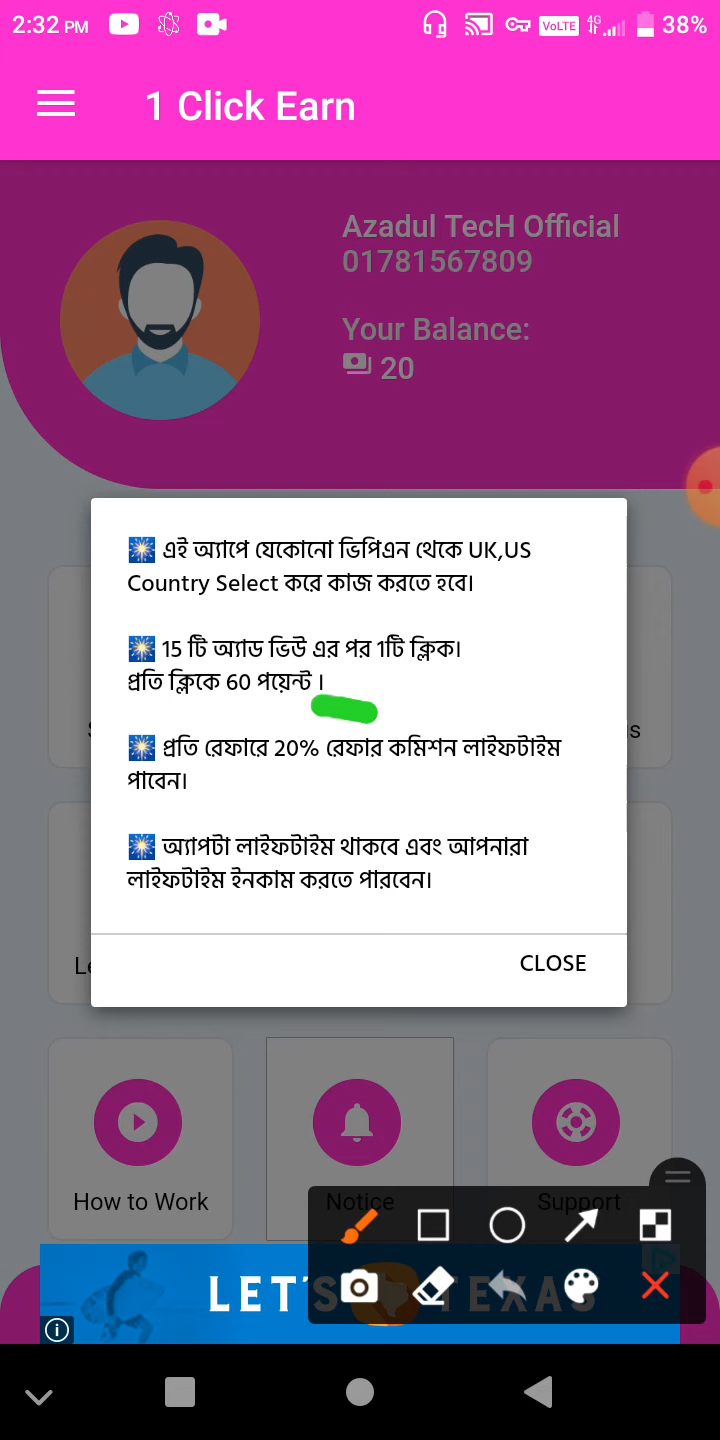 2:32 PM
VoLTE
4G
38%
1 Click Earn
Azadul TecH Official
01781567809
Your Balance:
20
🎇 এই অ্যাপে যেকোনো ভিপিএন থেকে UK,US
Country Select করে কাজ করতে হবে।
🎇 15 টি অ্যাড ভিউ এর পর 1টি ক্লিক।
প্রতি ক্লিকে 60 পয়েন্ট ।
🎇 প্রতি রেফারে 20% রেফার কমিশন লাইফটাইম
পাবেন।
🎇 অ্যাপটা লাইফটাইম থাকবে এবং আপনারা
লাইফটাইম ইনকাম করতে পারবেন।
CLOSE
How to Work
Notice
Support
LET'S TEXAS